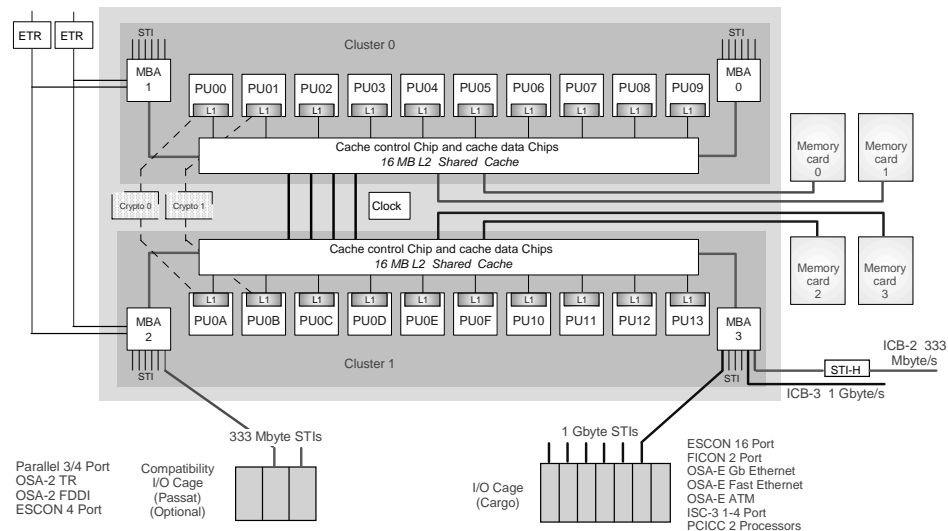 ETR ETR
STI
Cluster 0
STI
MBA
1
MBA
0
PU00 PU01 PU02 PU03 PU04 PU05 PU06 PU07 PU08 PU09
L1 L1 L1 L1 L1 L1 L1 L1 L1 L1
Cache control Chip and cache data Chips
16 MB L2 Shared Cache
Memory
card
0
Memory
card
1
Crypto 0 Crypto 1
Clock
Cache control Chip and cache data Chips
16 MB L2 Shared Cache
Memory
card
2
Memory
card
3
L1 L1 L1 L1 L1 L1 L1 L1 L1 L1
PU0A PU0B PU0C PU0D PU0E PU0F PU10 PU11 PU12 PU13
MBA
2
MBA
3
STI
Cluster 1
STI
STI-H
ICB-2 333
Mbyte/s
ICB-3 1 Gbyte/s
333 Mbyte STIs
1 Gbyte STIs
Parallel 3/4 Port
OSA-2 TR
OSA-2 FDDI
ESCON 4 Port
Compatibility
I/O Cage
(Passat)
(Optional)
I/O Cage
(Cargo)
ESCON 16 Port
FICON 2 Port
OSA-E Gb Ethernet
OSA-E Fast Ethernet
OSA-E ATM
ISC-3 1-4 Port
PCICC 2 Processors